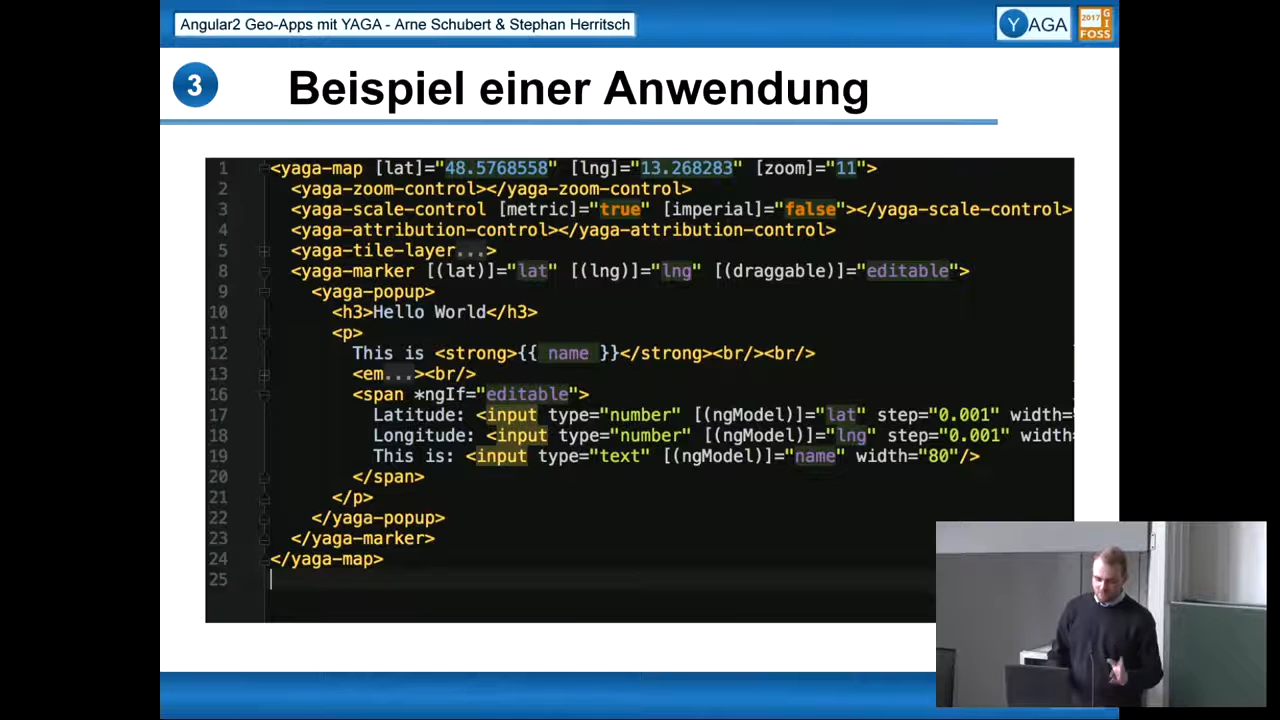 Angular2 Geo-Apps mit YAGA - Arne Schubert & Stephan Herritsch
YAGA
2017 GI
FOSS
3
Beispiel einer Anwendung
1 <yaga-map [lat]="48.5768558" [lng]="13.268283" [zoom]="11">
2 <yaga-zoom-control></yaga-zoom-control>
3 <yaga-scale-control [metric]="true" [imperial]="false"></yaga-scale-control>
4 <yaga-attribution-control></yaga-attribution-control>
5 <yaga-tile-layer...>
8 <yaga-marker [(lat)]="lat" [(lng)]="lng" [(draggable)]="editable">
9 <yaga-popup>
10 <h3>Hello World</h3>
11 <p>
12 This is <strong>{{ name }}</strong><br/><br/>
13 <em...><br/>
16 <span *ngIf="editable">
17 Latitude: <input type="number" [(ngModel)]="lat" step="0.001" width=
18 Longitude: <input type="number" [(ngModel)]="lng" step="0.001" width
19 This is: <input type="text" [(ngModel)]="name" width="80"/>
20 </span>
21 </p>
22 </yaga-popup>
23 </yaga-marker>
24 </yaga-map>
25